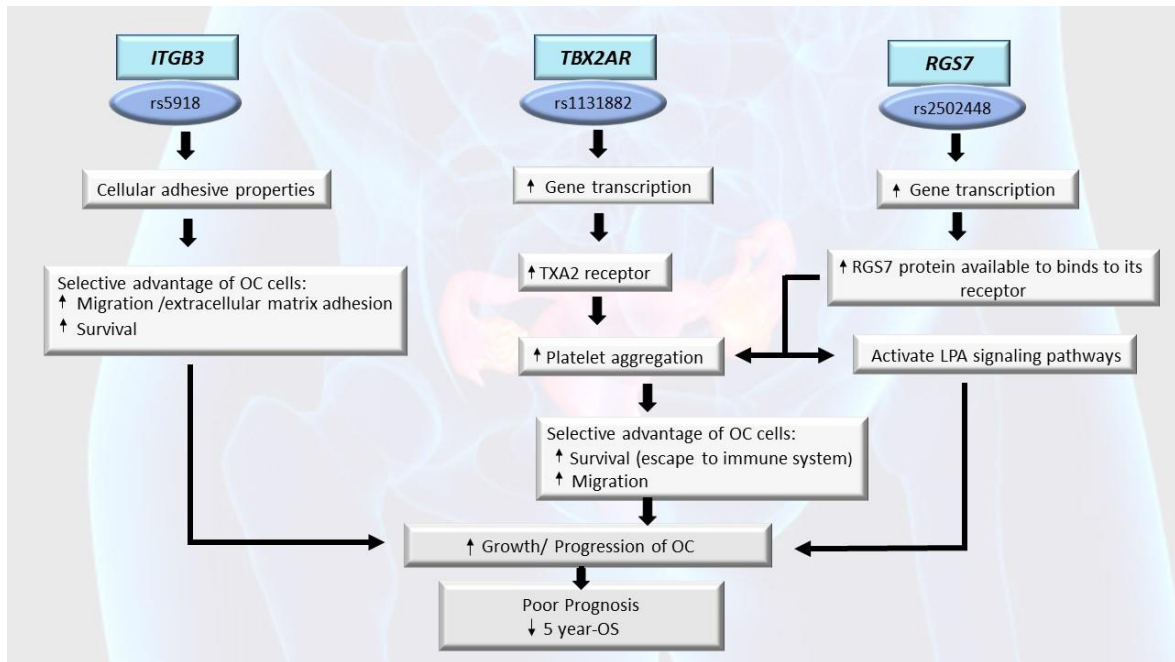 ITGB3
TBX2AR
RGS7
rs5918
rs1131882
rs2502448
Cellular adhesive properties
↑ Gene transcription
↑ Gene transcription
Selective advantage of OC cells:
↑ Migration /extracellular matrix adhesion
↑ Survival
↑ TXA2 receptor
↑ RGS7 protein available to binds to its
receptor
↑ Platelet aggregation
Activate LPA signaling pathways
Selective advantage of OC cells:
↑ Survival (escape to immune system)
↑ Migration
↑ Growth/ Progression of OC
Poor Prognosis
↓ 5 year-OS